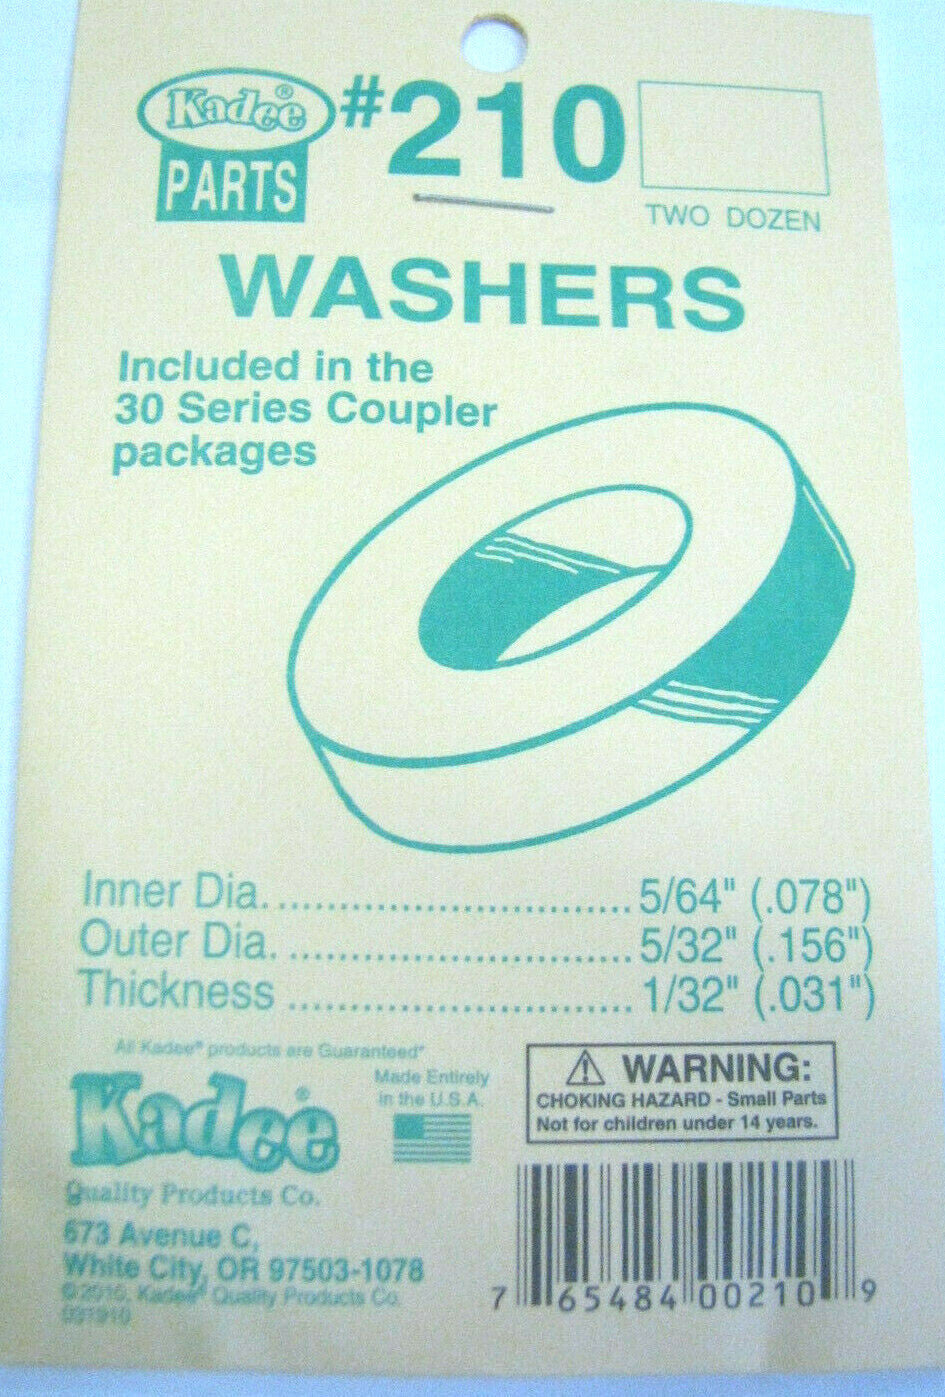 Kadee®
PARTS
#210
TWO DOZEN
WASHERS
Included in the
30 Series Coupler
packages
Inner Dia. 5/64" (.078")
Outer Dia. 5/32" (.156")
Thickness 1/32" (.031")
All Kadee® products are Guaranteed"
Kadee®
Quality Products Co.
673 Avenue C,
White City, OR 97503-1078
Kadee® Quality Products Co.
Made Entirely
in the U.S.A.
⚠ WARNING:
CHOKING HAZARD - Small Parts
Not for children under 14 years.
7 65484 00210 9